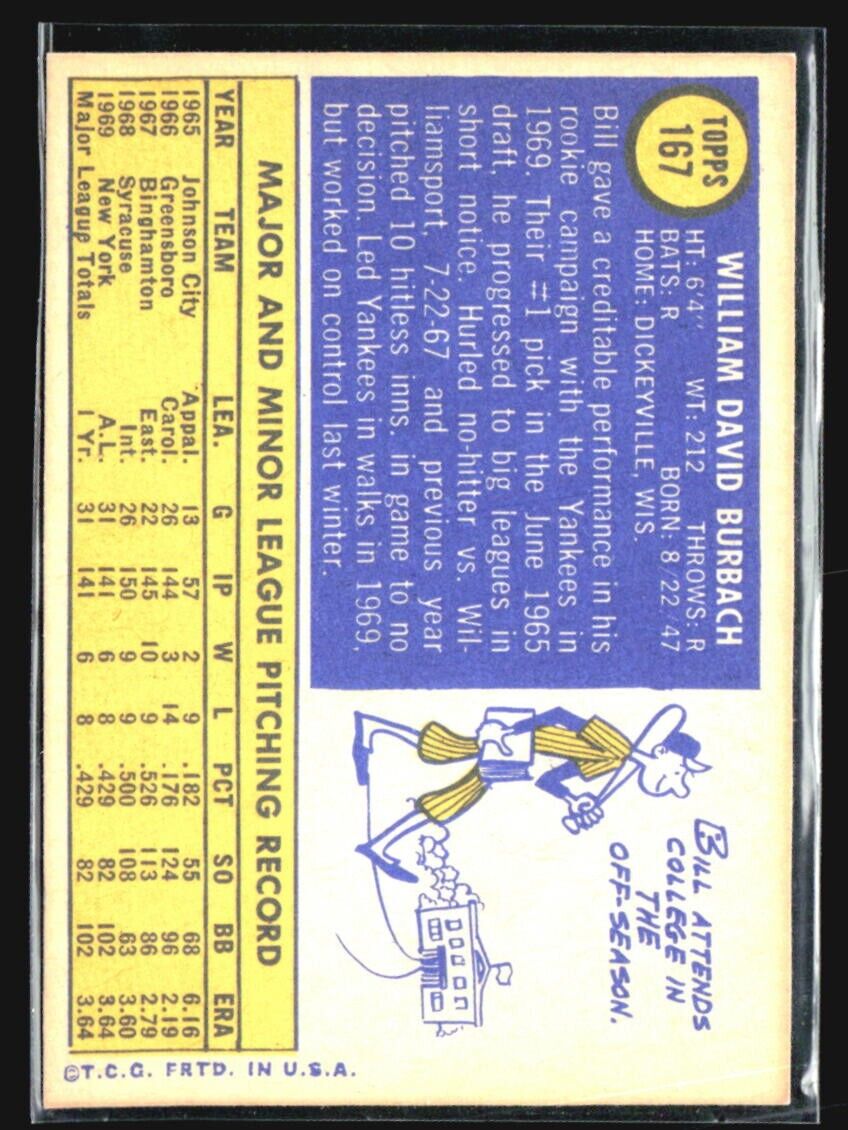 TOPPS
167
WILLIAM DAVID BURBACH
HT: 6'4" WT: 212 THROWS: R
BATS: R BORN: 8/22/47
HOME: DICKEYVILLE, WIS.
Bill gave a creditable performance in his
rookie campaign with the Yankees in
1969. Their #1 pick in the June 1965
draft, he progressed to big leagues in
short notice. Hurled no-hitter vs. Wil-
liamsport, 7-22-67 and previous year
pitched 10 hitless inns. in game to no
decision. Led Yankees in walks in 1969,
but worked on control last winter.
BILL ATTENDS
COLLEGE IN
THE
OFF-SEASON.
MAJOR AND MINOR LEAGUE PITCHING RECORD
YEAR TEAM LEA. G IP W L PCT SO BB ERA
1965 Johnson City Appal. 13 57 2 9 .182 55 68 6.16
1966 Greensboro Carol. 26 144 3 14 .176 124 96 2.19
1967 Binghamton East. 22 145 10 9 .526 113 86 2.79
1968 Syracuse Int. 26 150 9 9 .500 108 63 3.60
1969 New York A.L. 31 141 6 8 .429 82 102 3.64
Major League Totals 1 Yr. 31 141 6 8 .429 82 102 3.64
©T.C.G. PRTD. IN U.S.A.